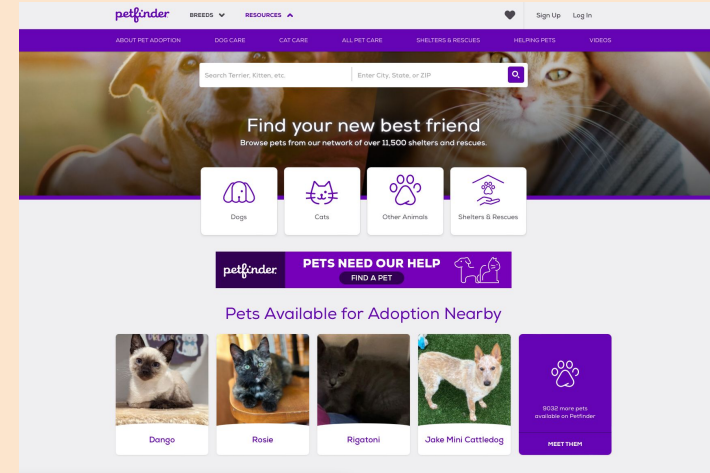 petfinder
BREEDS
RESOURCES
Sign Up
Log In
ABOUT PET ADOPTION
DOG CARE
CAT CARE
ALL PET CARE
SHELTERS & RESCUES
HELPING PETS
VIDEOS
Search Terrier, Kitten, etc.
Enter City, State, or ZIP
Find your new best friend
Browse pets from our network of over 11,500 shelters and rescues.
Dogs
Cats
Other Animals
Shelters & Rescues
petfinder
PETS NEED OUR HELP
FIND A PET
Pets Available for Adoption Nearby
9032 more pets
available on Petfinder
Dango
Rosie
Rigatoni
Jake Mini Cattledog
MEET THEM